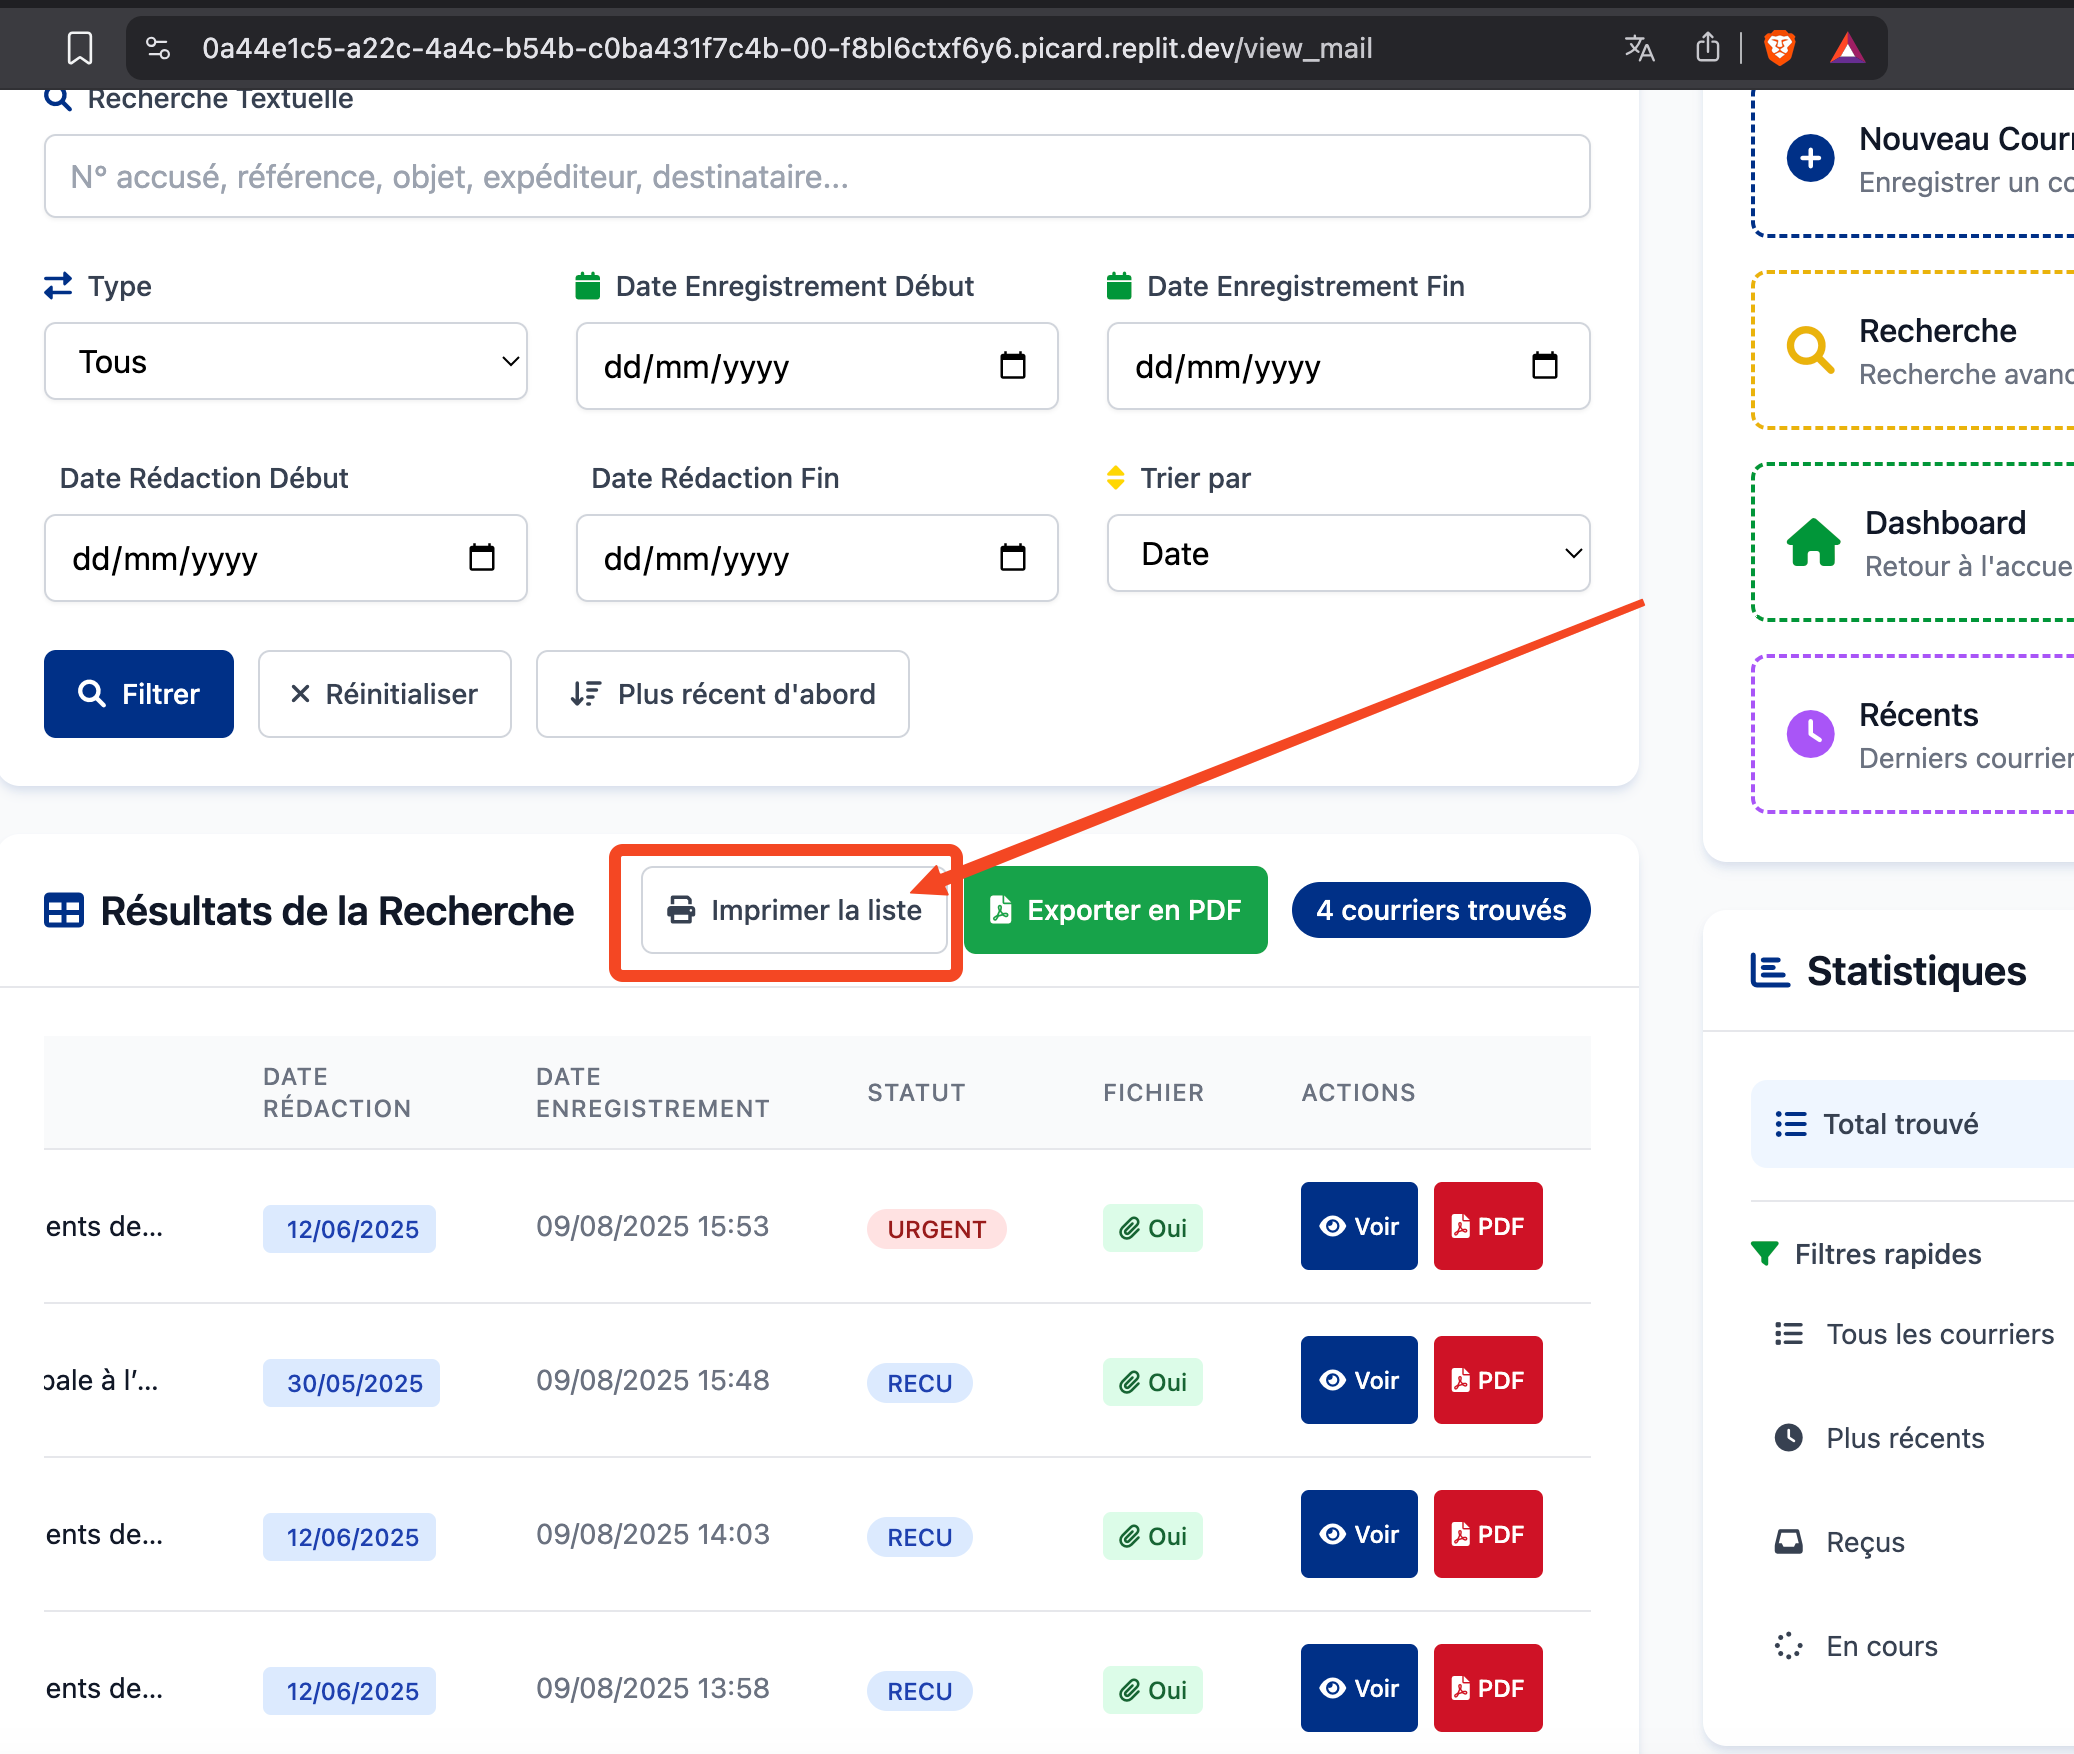 0a44e1c5-a22c-4a4c-b54b-c0ba431f7c4b-00-f8bl6ctxf6y6.picard.replit.dev/view_mail
Recherche Textuelle
N° accusé, référence, objet, expéditeur, destinataire...
Type
Date Enregistrement Début
Date Enregistrement Fin
Tous
dd/mm/yyyy
dd/mm/yyyy
Date Rédaction Début
Date Rédaction Fin
Trier par
dd/mm/yyyy
dd/mm/yyyy
Date
Filtrer
Réinitialiser
Plus récent d'abord
Résultats de la Recherche
Imprimer la liste
Exporter en PDF
4 courriers trouvés
DATE RÉDACTION
DATE ENREGISTREMENT
STATUT
FICHIER
ACTIONS
ents de... 12/06/2025 09/08/2025 15:53 URGENT Oui Voir PDF
pale à l’... 30/05/2025 09/08/2025 15:48 RECU Oui Voir PDF
ents de... 12/06/2025 09/08/2025 14:03 RECU Oui Voir PDF
ents de... 12/06/2025 09/08/2025 13:58 RECU Oui Voir PDF
Nouveau Cour
Enregistrer un co
Recherche
Recherche avanc
Dashboard
Retour à l'accue
Récents
Derniers courrier
Statistiques
Total trouvé
Filtres rapides
Tous les courriers
Plus récents
Reçus
En cours